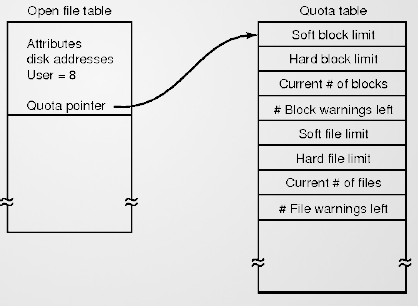 Open file table
Attributes
disk addresses
User = 8
Quota pointer
Quota table
Soft block limit
Hard block limit
Current # of blocks
# Block warnings left
Soft file limit
Hard file limit
Current # of files
# File warnings left